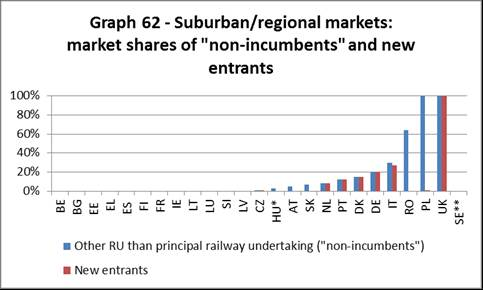 Graph 62 - Suburban/regional markets:
market shares of "non-incumbents" and new
entrants
100%
80%
60%
40%
20%
0%
BE BG EE EL ES FI FR IE LT LU SI LV CZ HU* AT SK NL PT DK DE IT RO PL UK SE**
Other RU than principal railway undertaking ("non-incumbents")
New entrants